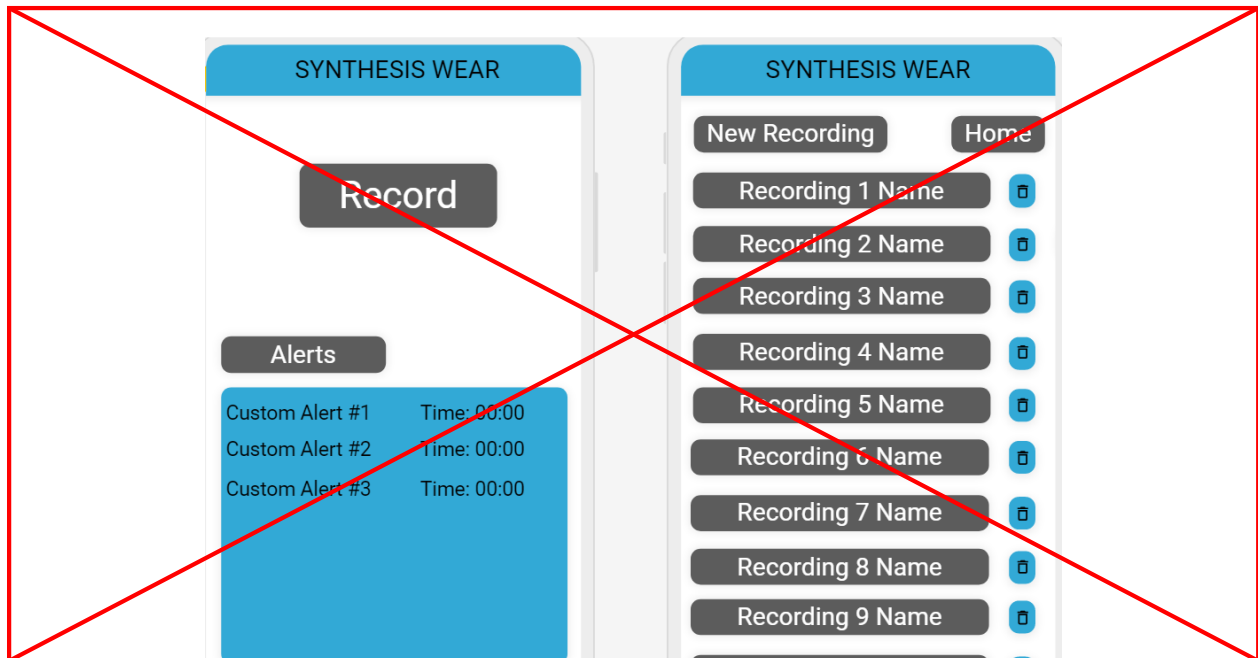 SYNTHESIS WEAR
Record
Alerts
Custom Alert #1 Time: 00:00
Custom Alert #2 Time: 00:00
Custom Alert #3 Time: 00:00
SYNTHESIS WEAR
New Recording Home
Recording 1 Name
Recording 2 Name
Recording 3 Name
Recording 4 Name
Recording 5 Name
Recording 6 Name
Recording 7 Name
Recording 8 Name
Recording 9 Name